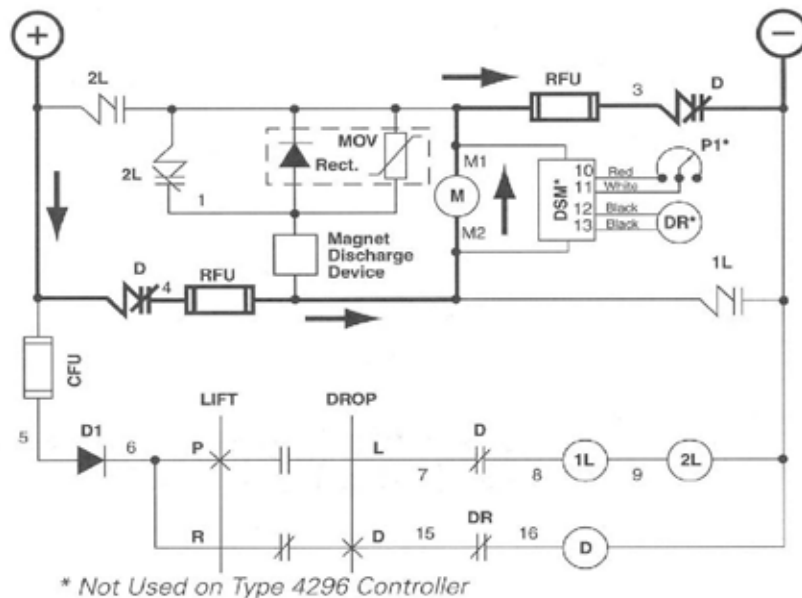 +
−
2L
RFU
3
D
MOV
P1*
2L
Rect.
M1
10
Red
11
White
1
M
DSM*
12
Black
DR*
13
Black
M2
Magnet
Discharge
Device
D
4
RFU
1L
CFU
LIFT
DROP
5
D1
6
P
L
7
D
8
1L
9
2L
R
D
15
DR
16
D
* Not Used on Type 4296 Controller